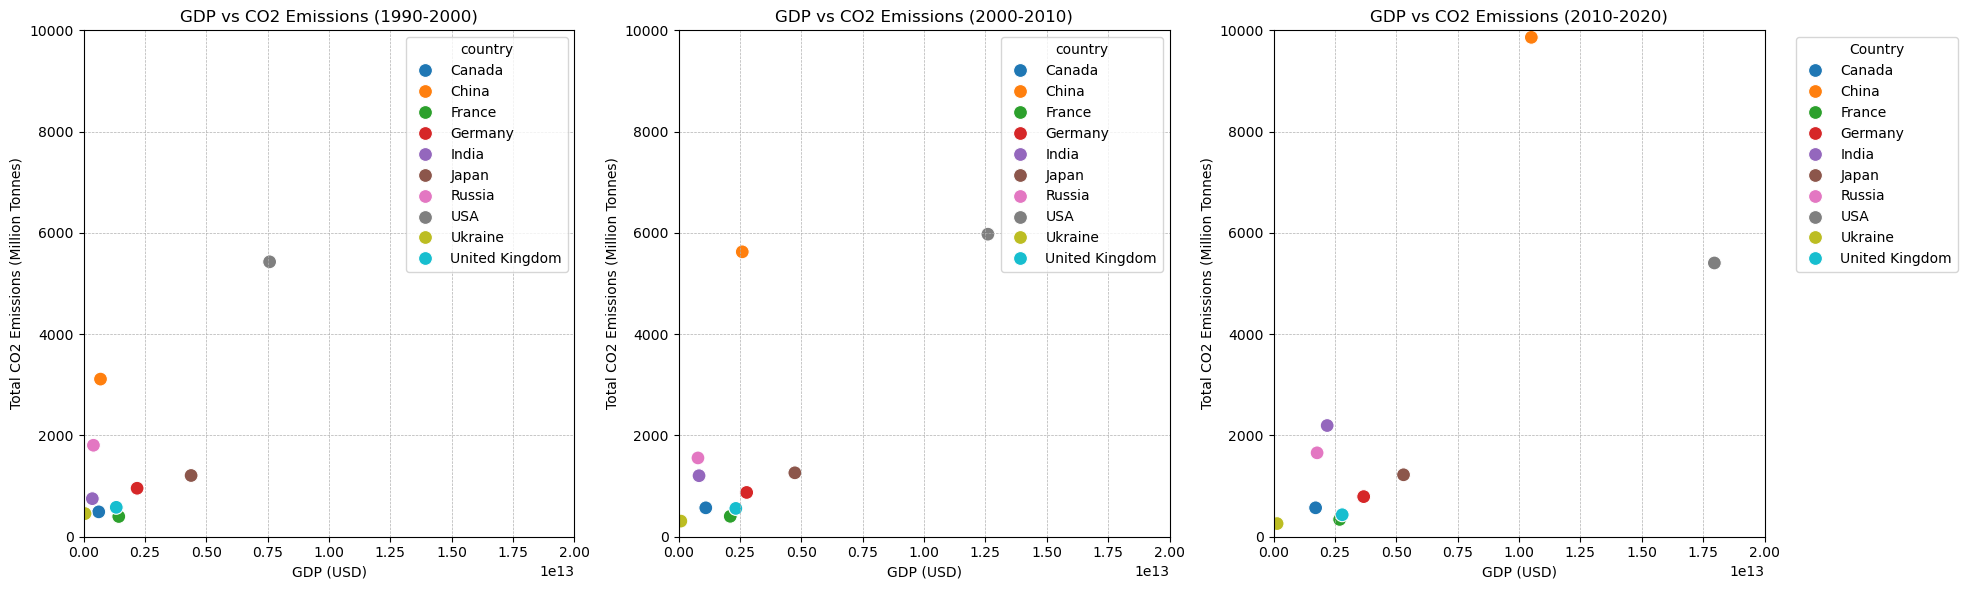 GDP vs CO2 Emissions (1990-2000)
Total CO2 Emissions (Million Tonnes)
10000
8000
6000
4000
2000
0
country
Canada
China
France
Germany
India
Japan
Russia
USA
Ukraine
United Kingdom
0.00 0.25 0.50 0.75 1.00 1.25 1.50 1.75 2.00
1e13
GDP (USD)
GDP vs CO2 Emissions (2000-2010)
Total CO2 Emissions (Million Tonnes)
10000
8000
6000
4000
2000
0
country
Canada
China
France
Germany
India
Japan
Russia
USA
Ukraine
United Kingdom
0.00 0.25 0.50 0.75 1.00 1.25 1.50 1.75 2.00
1e13
GDP (USD)
GDP vs CO2 Emissions (2010-2020)
Total CO2 Emissions (Million Tonnes)
10000
8000
6000
4000
2000
0
0.00 0.25 0.50 0.75 1.00 1.25 1.50 1.75 2.00
1e13
GDP (USD)
Country
Canada
China
France
Germany
India
Japan
Russia
USA
Ukraine
United Kingdom